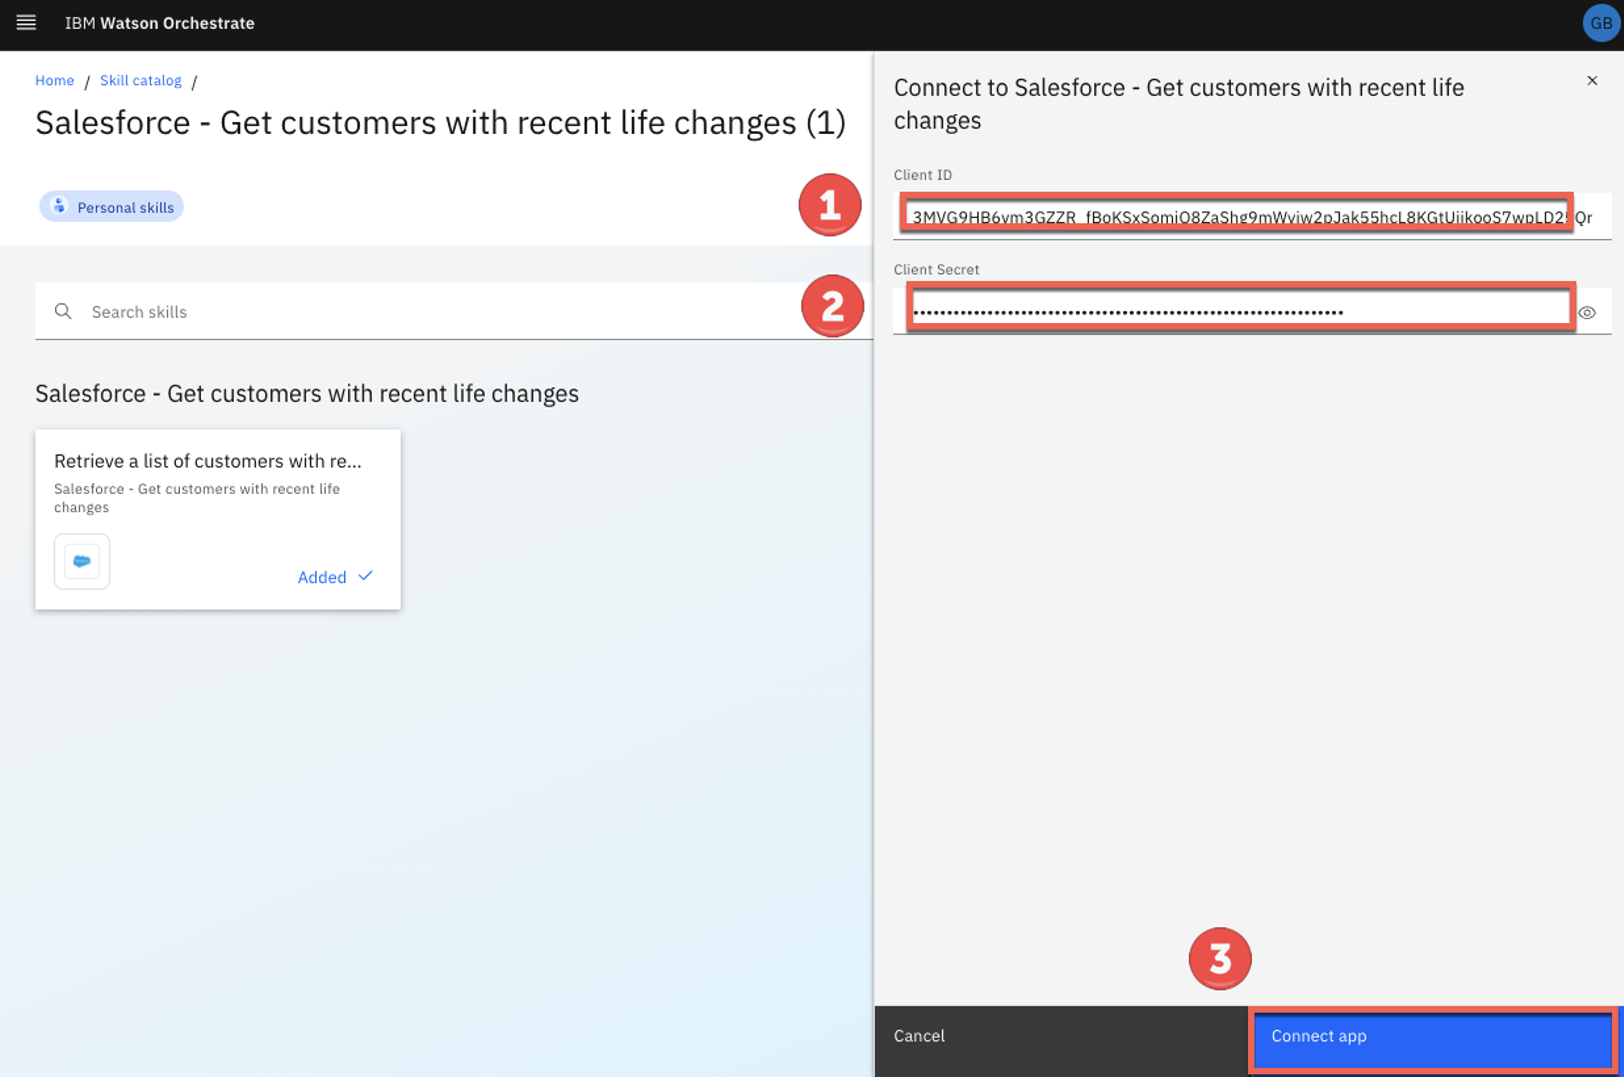 IBM Watson Orchestrate
GB
Home / Skill catalog /
Salesforce - Get customers with recent life changes (1)
Personal skills
Search skills
Salesforce - Get customers with recent life changes
Retrieve a list of customers with re...
Salesforce - Get customers with recent life
changes
Added
Connect to Salesforce - Get customers with recent life
changes
1
Client ID
2
Client Secret
••••••••••••••••••••••••••••••••••••••••••••••••••••••••••••••••
3
Cancel
Connect app